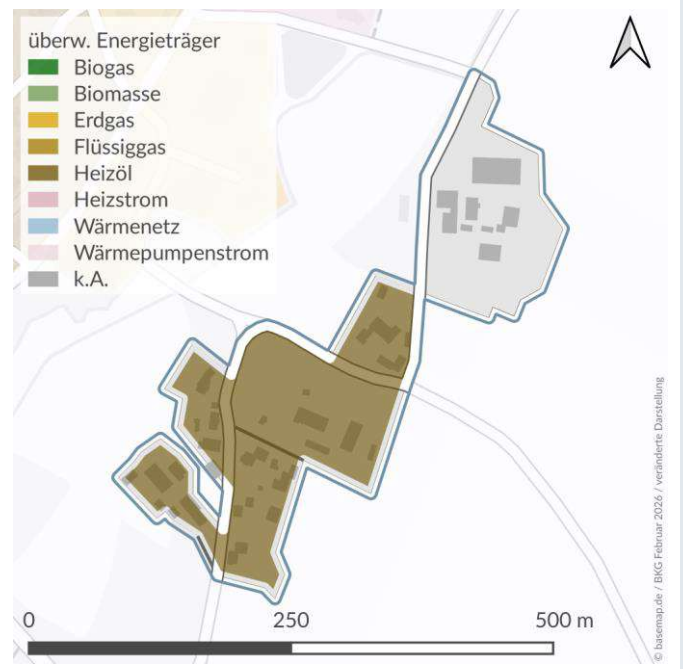 überw. Energieträger
Biogas
Biomasse
Erdgas
Flüssiggas
Heizöl
Heizstrom
Wärmenetz
Wärmepumpenstrom
k.A.
0 250 500 m
© basemap.de / BKG Februar 2026 / veränderte Darstellung